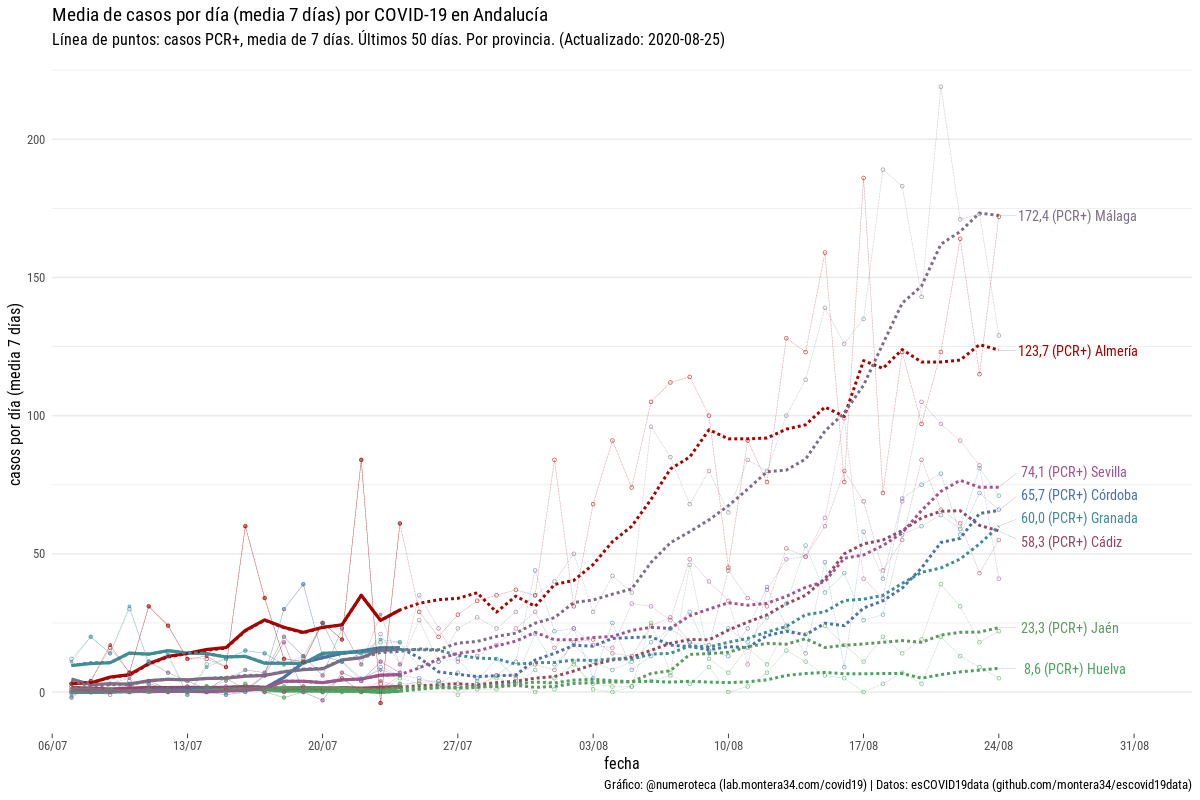 Media de casos por día (media 7 días) por COVID-19 en Andalucía
Línea de puntos: casos PCR+, media de 7 días. Últimos 50 días. Por provincia. (Actualizado: 2020-08-25)
casos por día (media 7 días)
200
150
100
50
0
172,4 (PCR+) Málaga
123,7 (PCR+) Almería
74,1 (PCR+) Sevilla
65,7 (PCR+) Córdoba
60,0 (PCR+) Granada
58,3 (PCR+) Cádiz
23,3 (PCR+) Jaén
8,6 (PCR+) Huelva
06/07 13/07 20/07 27/07 03/08 10/08 17/08 24/08 31/08
fecha
Gráfico: @numeroteca (lab.montera34.com/covid19) | Datos: esCOVID19data (github.com/montera34/escovid19data)